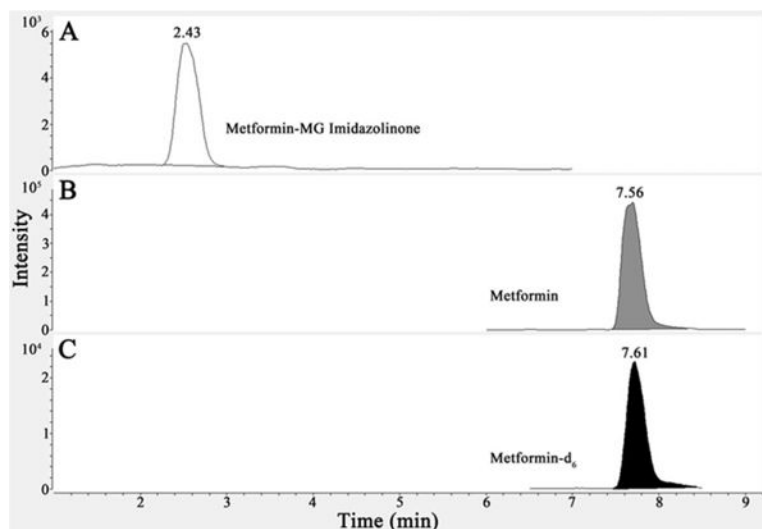 10³
A
2.43
6
4
Metformin-MG Imidazolinone
2
0
10⁵
B
7.56
4
3
2
Metformin
1
0
Intensity
10⁴
C
7.61
2
1
Metformin-d₆
0
2 3 4 5 6 7 8 9
Time (min)